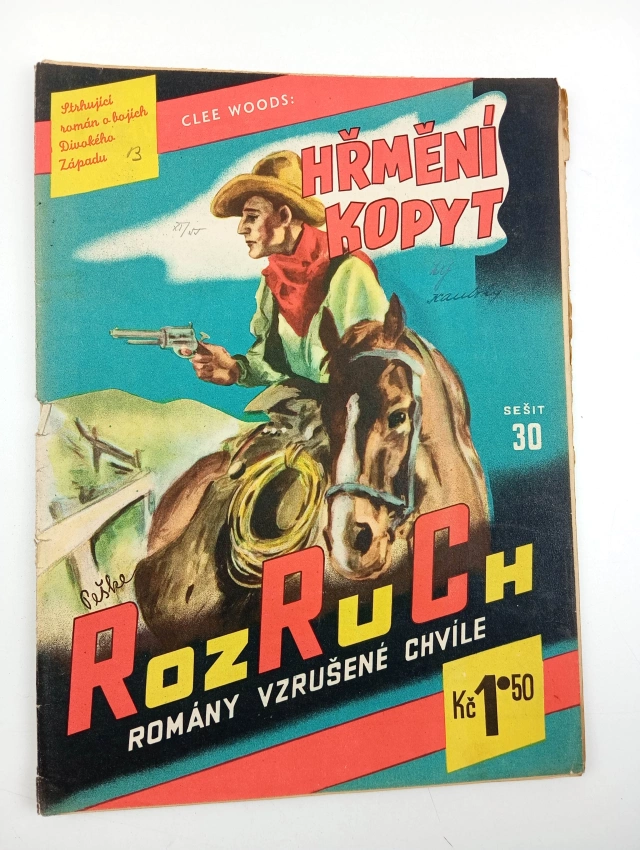 Strhující
román o bojích
Divokého
Západu 13
CLEE WOODS:
HŘMĚNÍ
KOPYT
SEŠIT
30
Peške
RozRuCh
ROMÁNY VZRUŠENÉ CHVÍLE
Kč 1·50